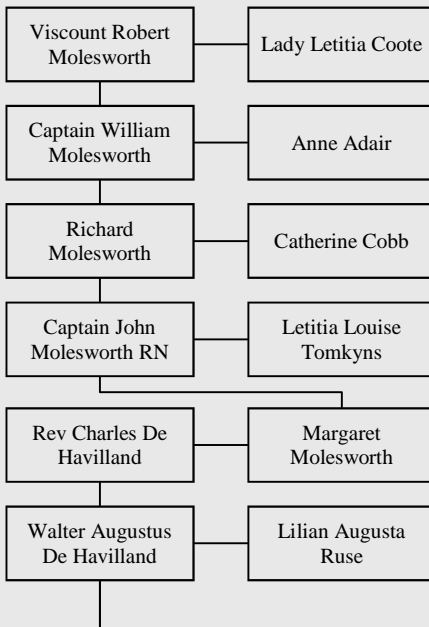 Viscount Robert
Molesworth
Lady Letitia Coote
Captain William
Molesworth
Anne Adair
Richard
Molesworth
Catherine Cobb
Captain John
Molesworth RN
Letitia Louise
Tomkyns
Rev Charles De
Havilland
Margaret
Molesworth
Walter Augustus
De Havilland
Lilian Augusta
Ruse